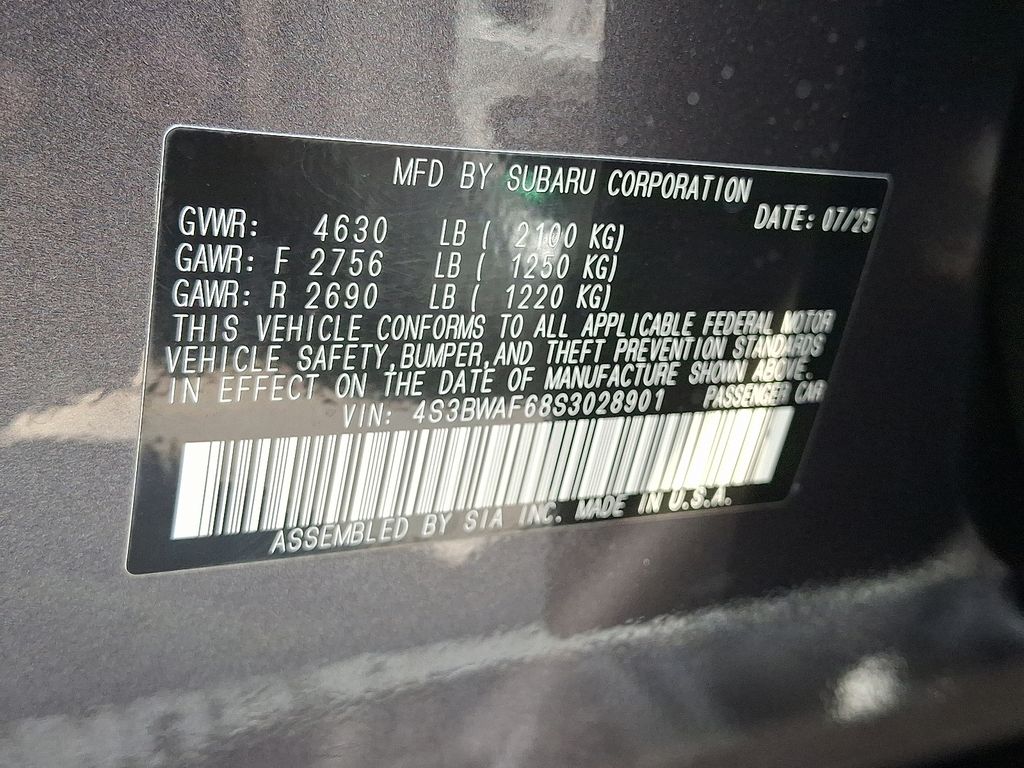 MFD BY SUBARU CORPORATION
DATE: 07/25
GVWR: 4630 LB ( 2100 KG)
GAWR: F 2756 LB ( 1250 KG)
GAWR: R 2690 LB ( 1220 KG)
THIS VEHICLE CONFORMS TO ALL APPLICABLE FEDERAL MOTOR
VEHICLE SAFETY,BUMPER,AND THEFT PREVENTION STANDARDS
IN EFFECT ON THE DATE OF MANUFACTURE SHOWN ABOVE.
VIN: 4S3BWAF68S3028901 PASSENGER CAR
ASSEMBLED BY SIA INC. MADE IN U.S.A.